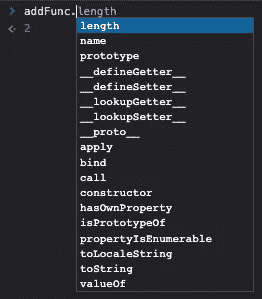 > addFunc.length
length
<· 2
name
prototype
__defineGetter__
__defineSetter__
__lookupGetter__
__lookupSetter__
__proto__
apply
bind
call
constructor
hasOwnProperty
isPrototypeOf
propertyIsEnumerable
toLocaleString
toString
valueOf